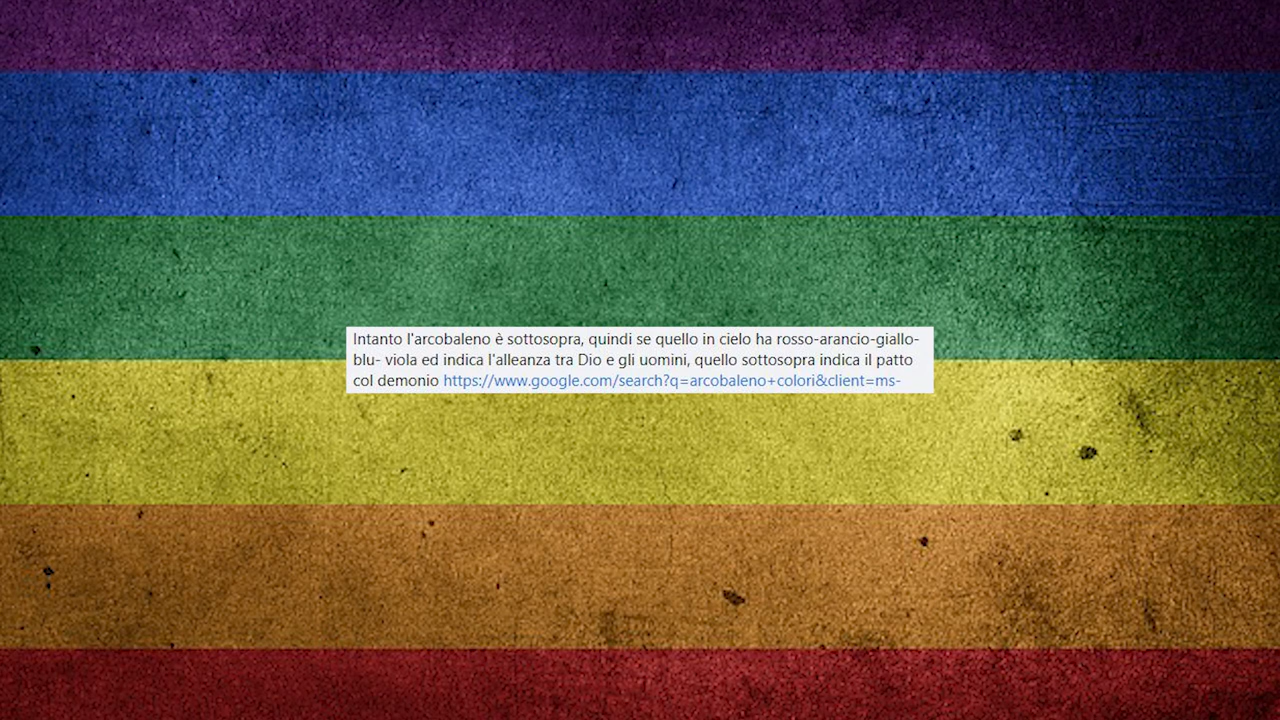 Intanto l'arcobaleno è sottosopra, quindi se quello in cielo ha rosso-arancio-giallo-
blu- viola ed indica l'alleanza tra Dio e gli uomini, quello sottosopra indica il patto
col demonio https://www.google.com/search?q=arcobaleno+colori&client=ms-